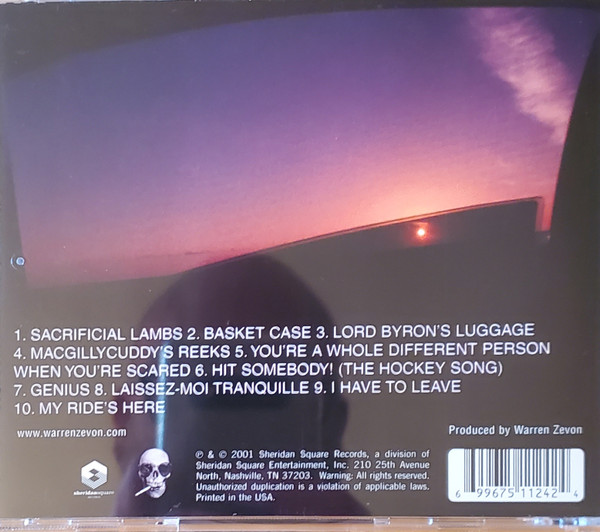 1. SACRIFICIAL LAMBS 2. BASKET CASE 3. LORD BYRON'S LUGGAGE
4. MACGILLYCUDDY'S REEKS 5. YOU'RE A WHOLE DIFFERENT PERSON
WHEN YOU'RE SCARED 6. HIT SOMEBODY! (THE HOCKEY SONG)
7. GENIUS 8. LAISSEZ-MOI TRANQUILLE 9. I HAVE TO LEAVE
10. MY RIDE'S HERE
www.warrenzevon.com
Produced by Warren Zevon
sheridansquare
℗ & © 2001 Sheridan Square Records, a division of
Sheridan Square Entertainment, Inc. 210 25th Avenue
North, Nashville, TN 37203. Warning: All rights reserved.
Unauthorized duplication is a violation of applicable laws.
Printed in the USA.
6 99675 11242 4